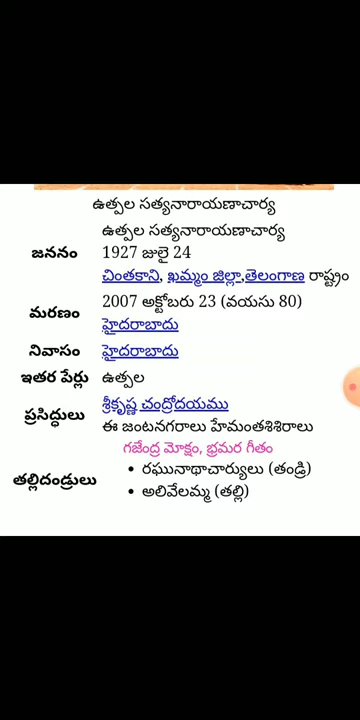 ఉత్పల సత్యనారాయణాచార్య
ఉత్పల సత్యనారాయణాచార్య
జననం 1927 జులై 24
చింతకాని, ఖమ్మం జిల్లా,తెలంగాణ రాష్ట్రం
మరణం 2007 అక్టోబరు 23 (వయసు 80)
హైదరాబాదు
నివాసం హైదరాబాదు
ఇతర పేర్లు ఉత్పల
ప్రసిద్ధులు శ్రీకృష్ణ చంద్రోదయము
ఈ జంటనగరాలు హేమంతశిశిరాలు
గజేంద్ర మోక్షం, భ్రమర గీతం
తల్లిదండ్రులు • రఘునాథాచార్యులు (తండ్రి)
• అలివేలమ్మ (తల్లి)